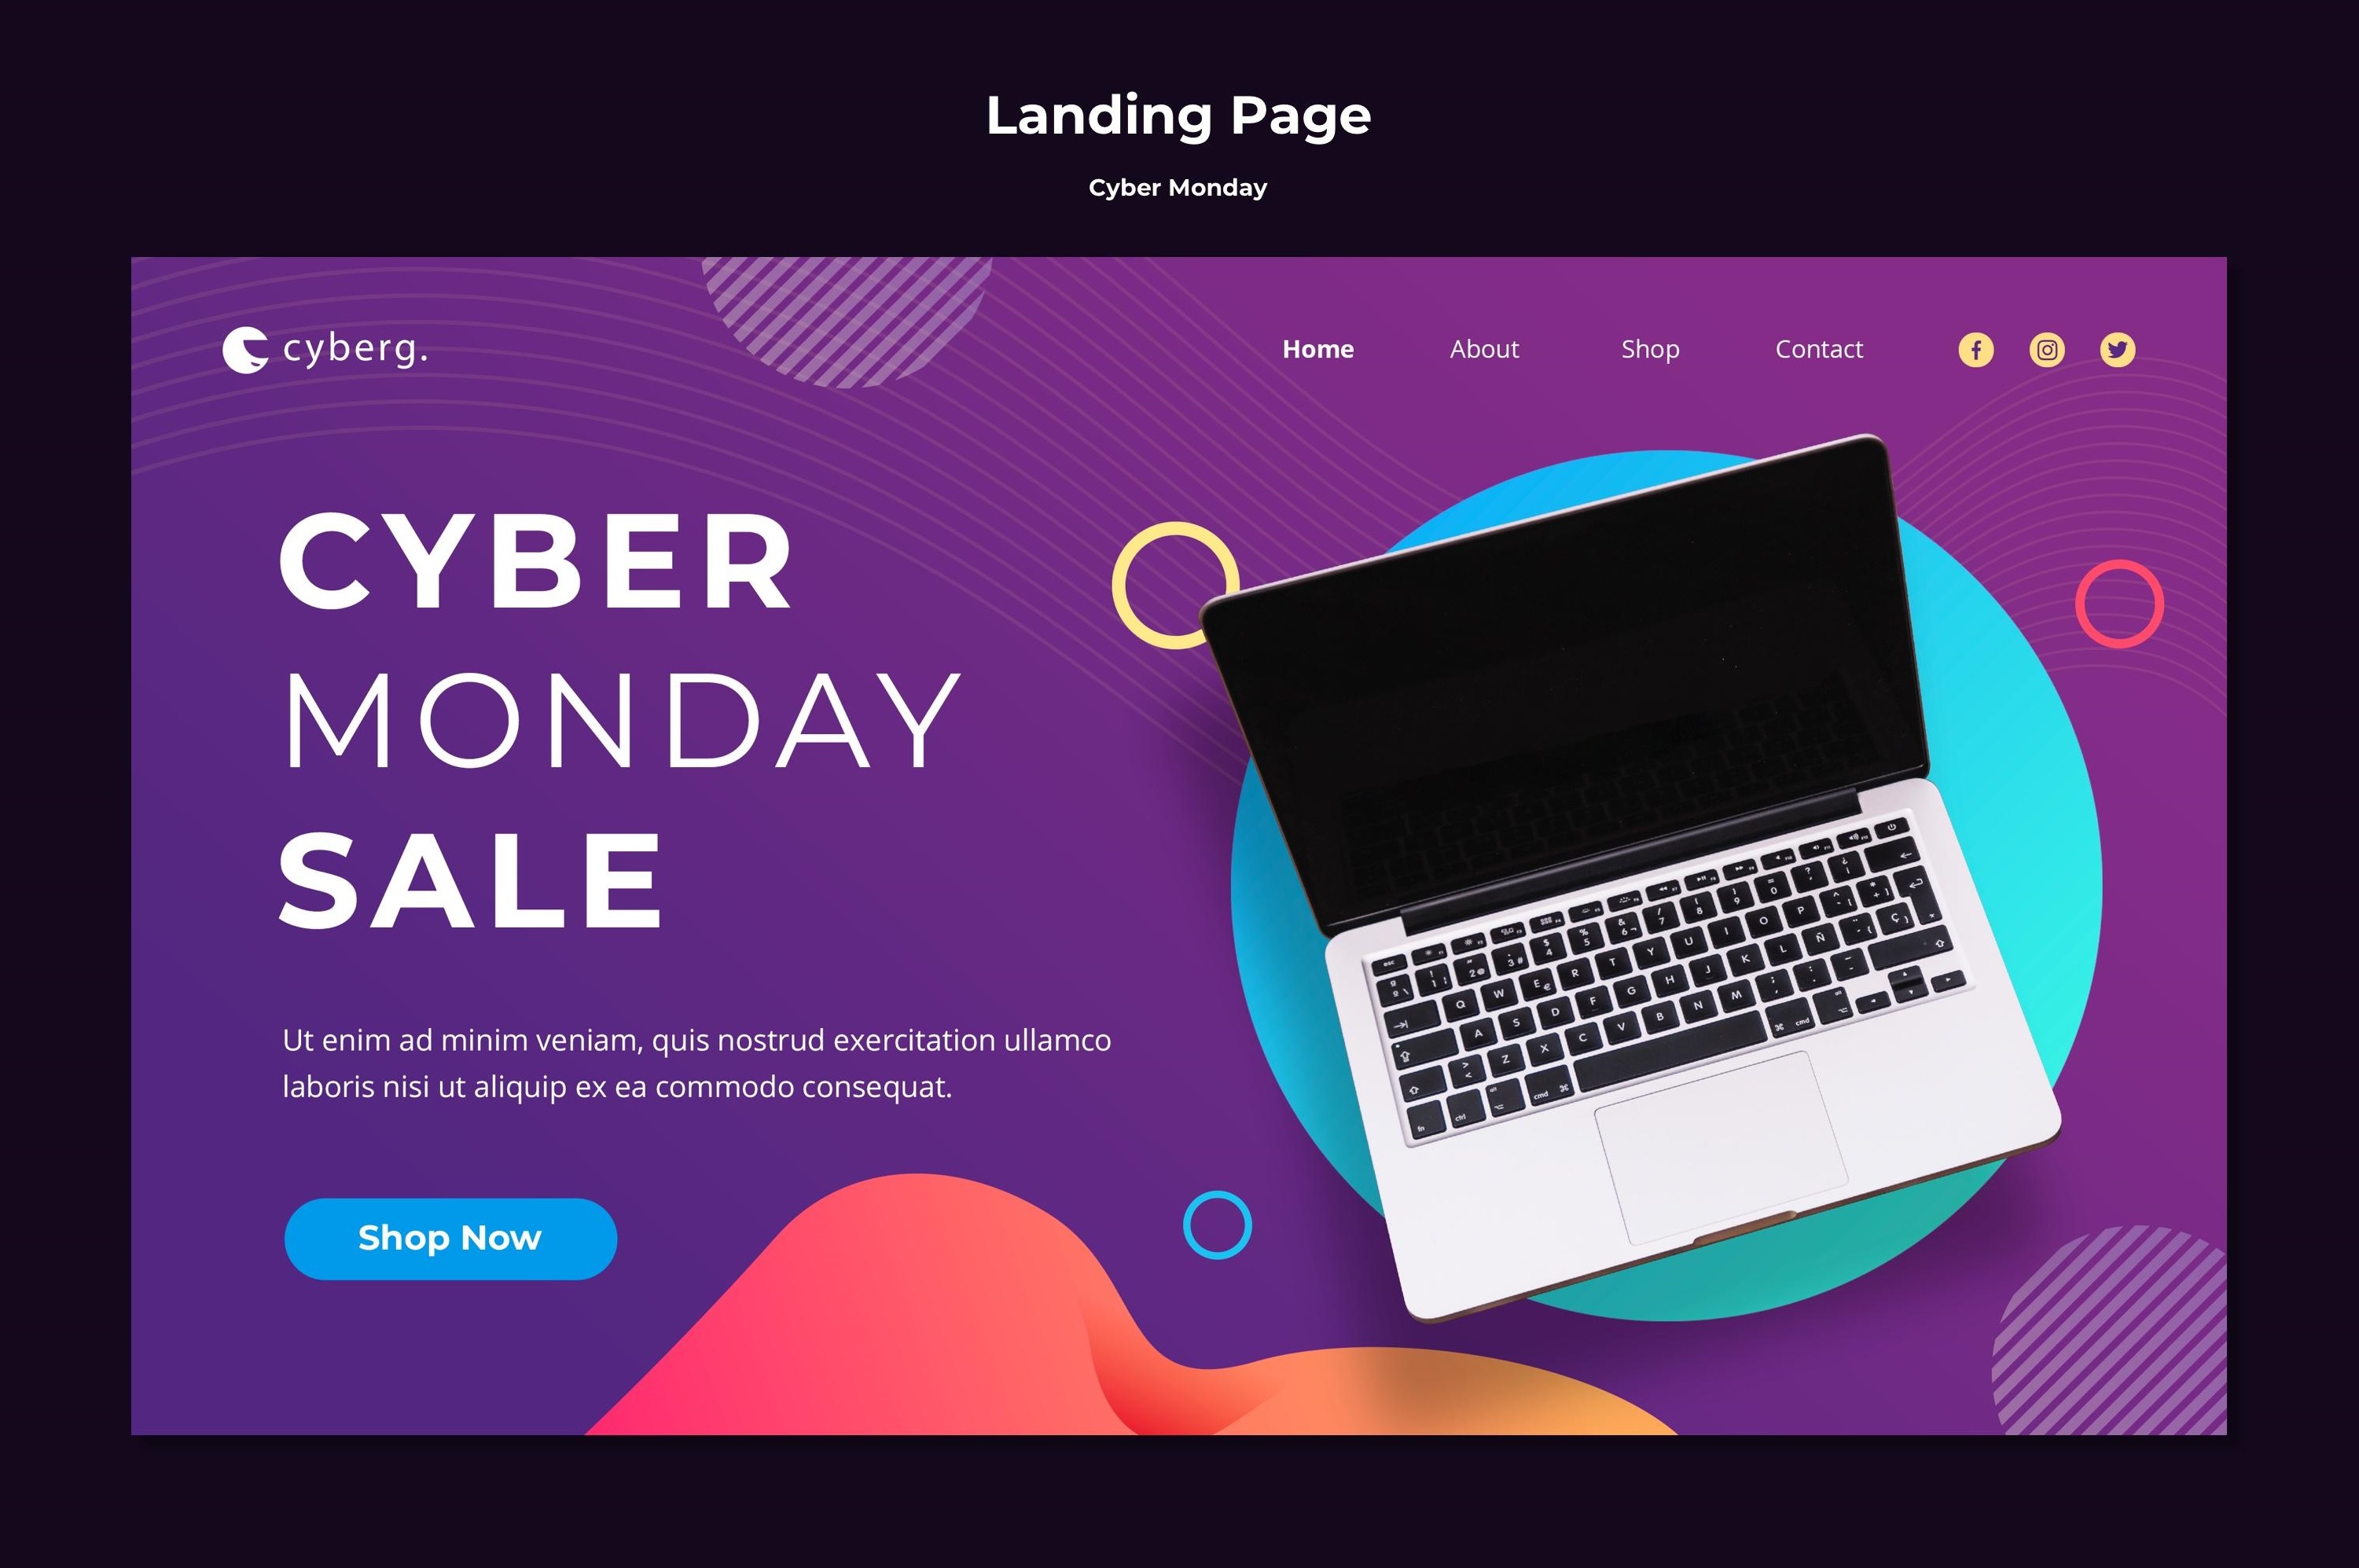 Landing Page
Cyber Monday
cyberg.
Home About Shop Contact
CYBER
MONDAY
SALE
Ut enim ad minim veniam, quis nostrud exercitation ullamco
laboris nisi ut aliquip ex ea commodo consequat.
Shop Now